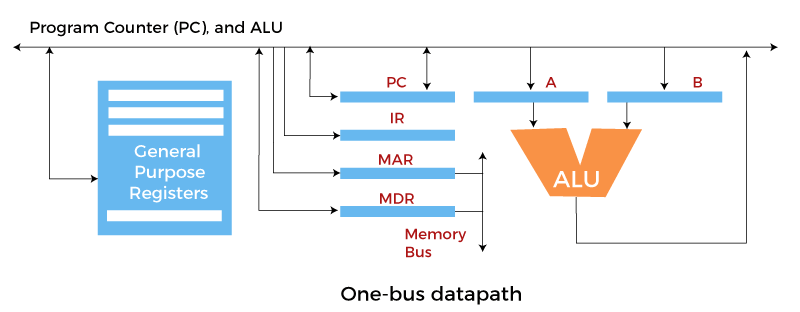 Program Counter (PC), and ALU
PC
A
B
IR
General
Purpose
Registers
MAR
ALU
MDR
Memory
Bus
One-bus datapath